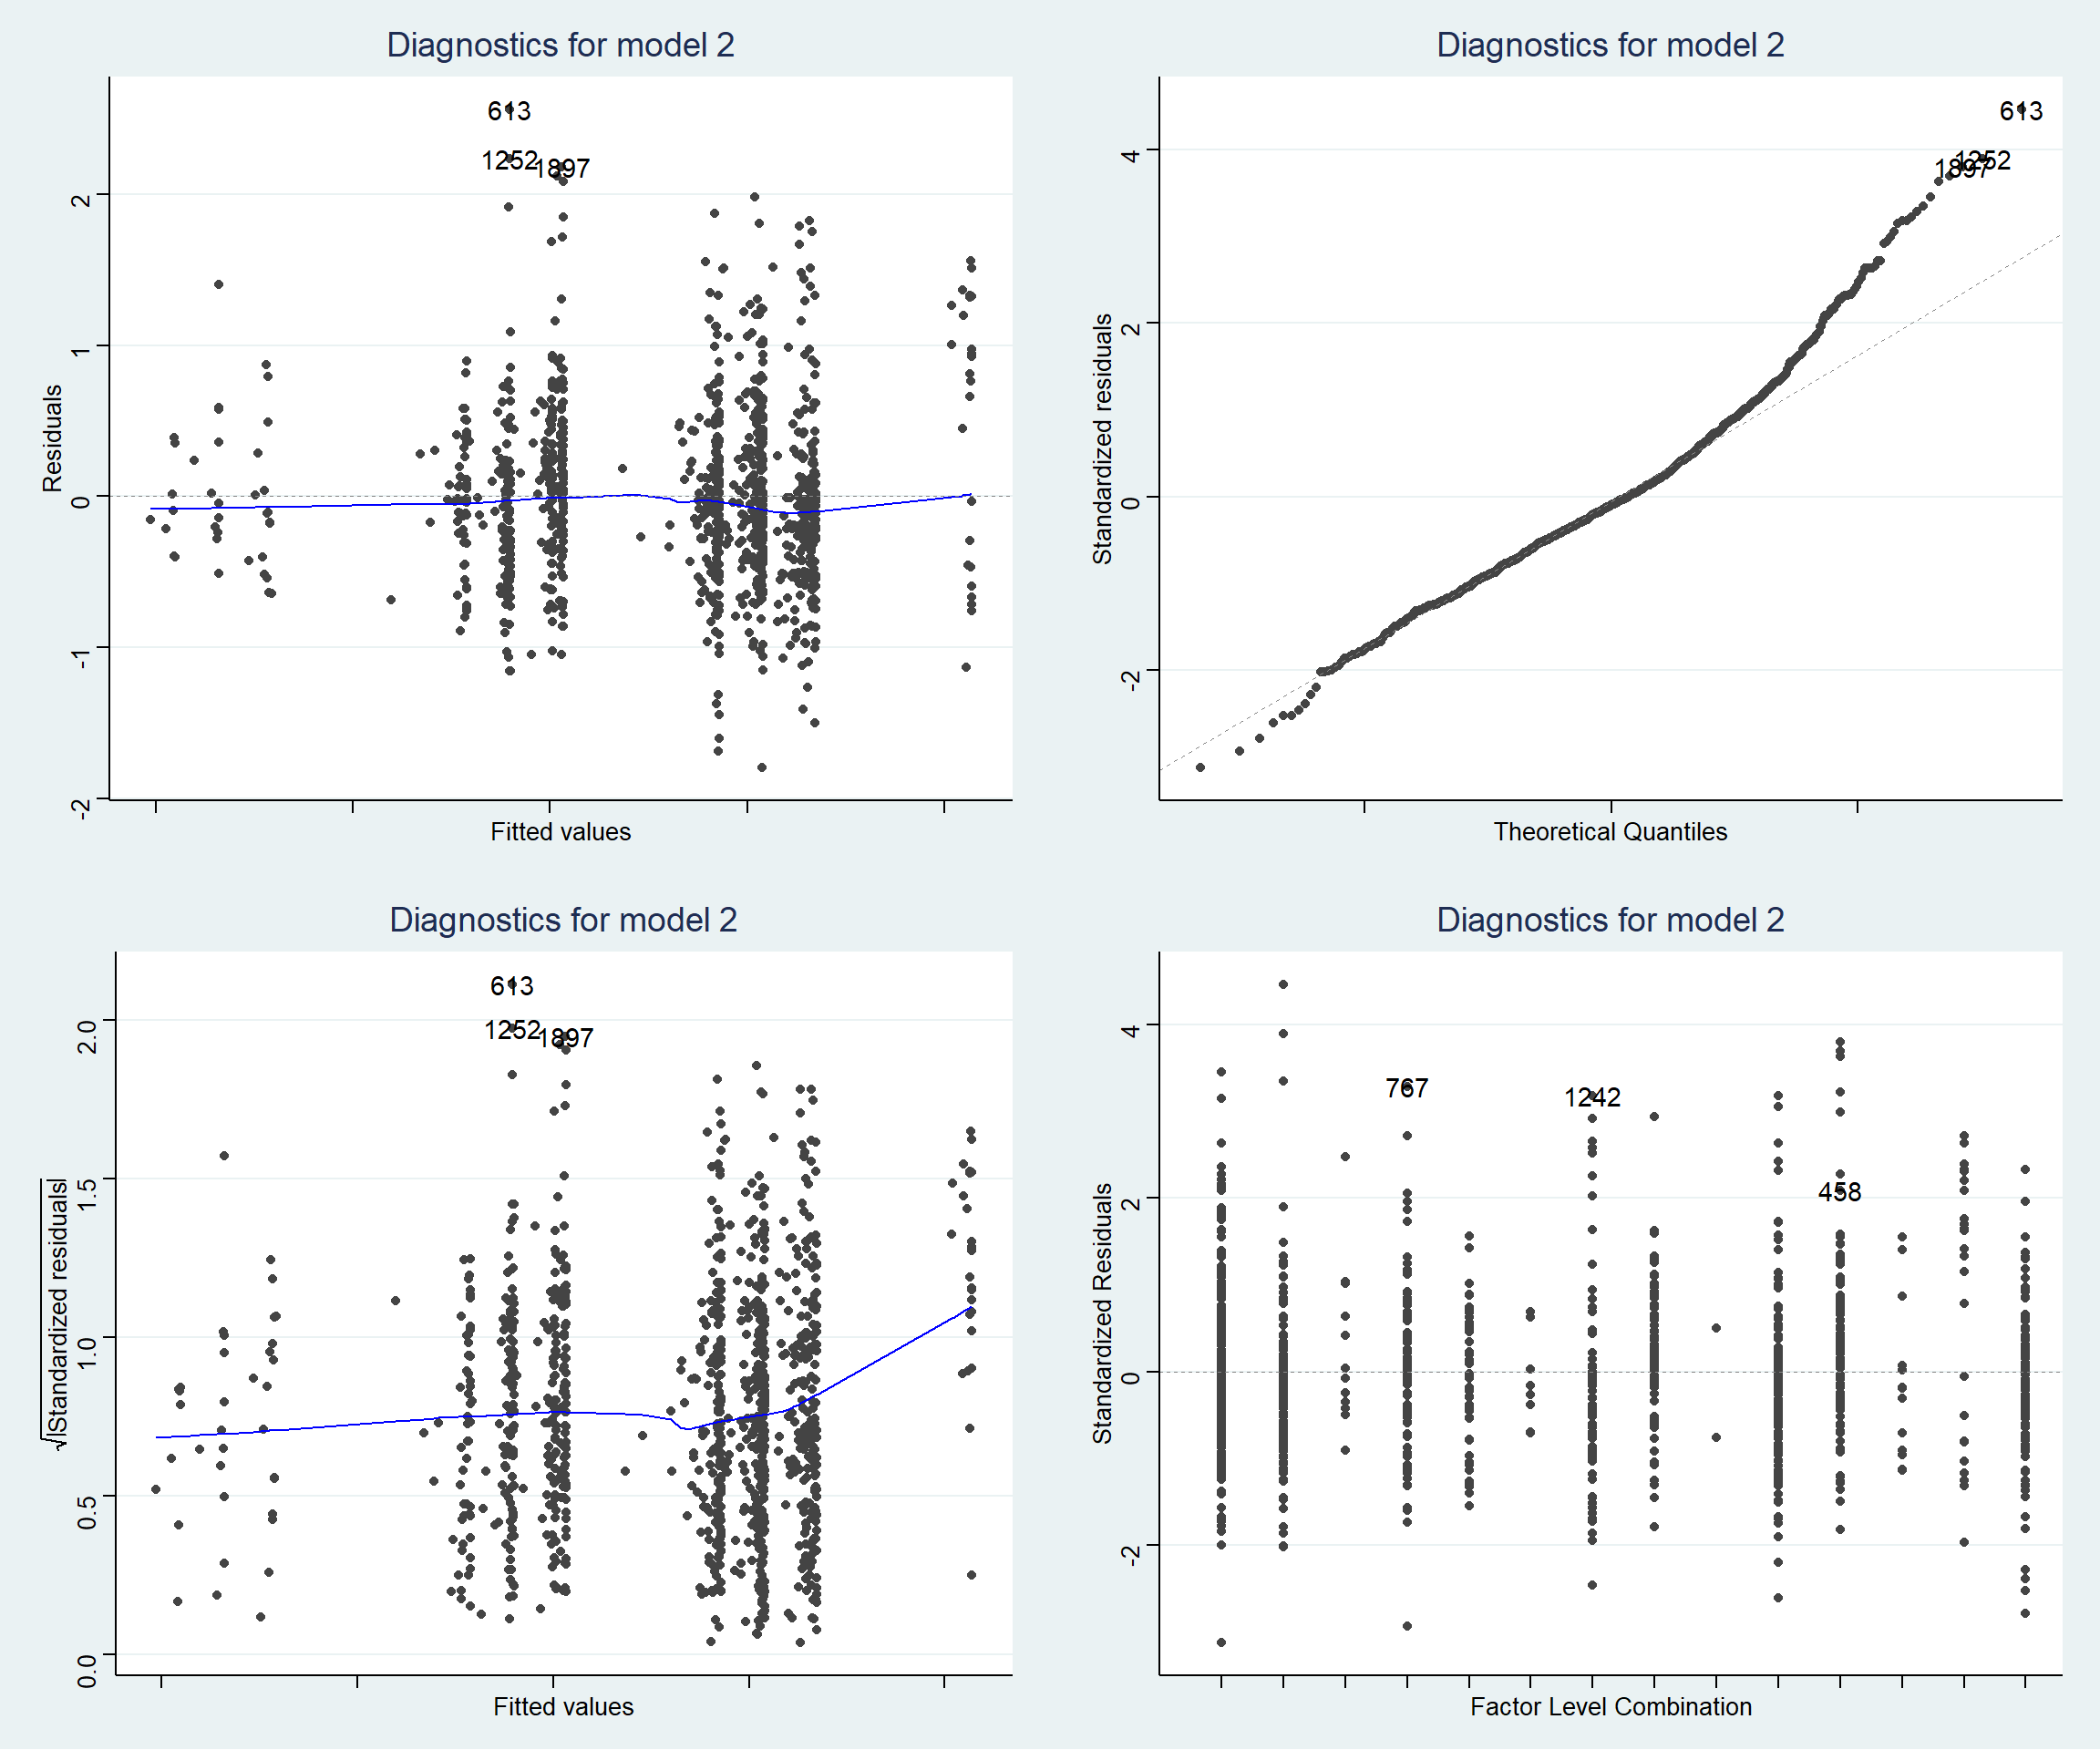 Diagnostics for model 2
613
1252
1897
2
1
0
-1
-2
Residuals
Fitted values
Diagnostics for model 2
613
1252
1897
4
2
0
-2
Standardized residuals
Theoretical Quantiles
Diagnostics for model 2
613
1252
1897
2.0
1.5
1.0
0.5
0.0
√|Standardized residuals|
Fitted values
Diagnostics for model 2
767
1242
458
4
2
0
-2
Standardized Residuals
Factor Level Combination